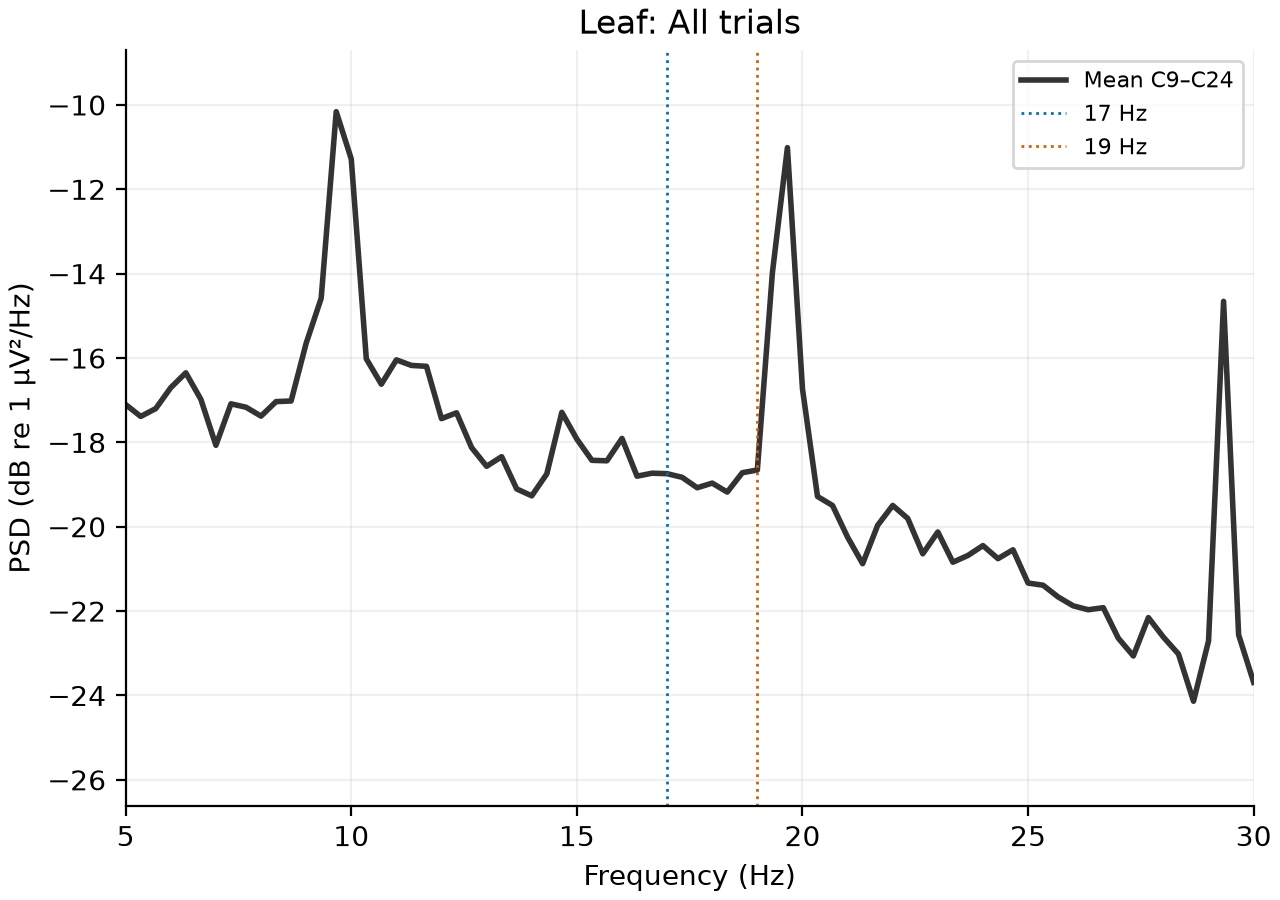 Leaf: All trials
Mean C9–C24
17 Hz
19 Hz
PSD (dB re 1 µV²/Hz)
−10
−12
−14
−16
−18
−20
−22
−24
−26
5 10 15 20 25 30
Frequency (Hz)